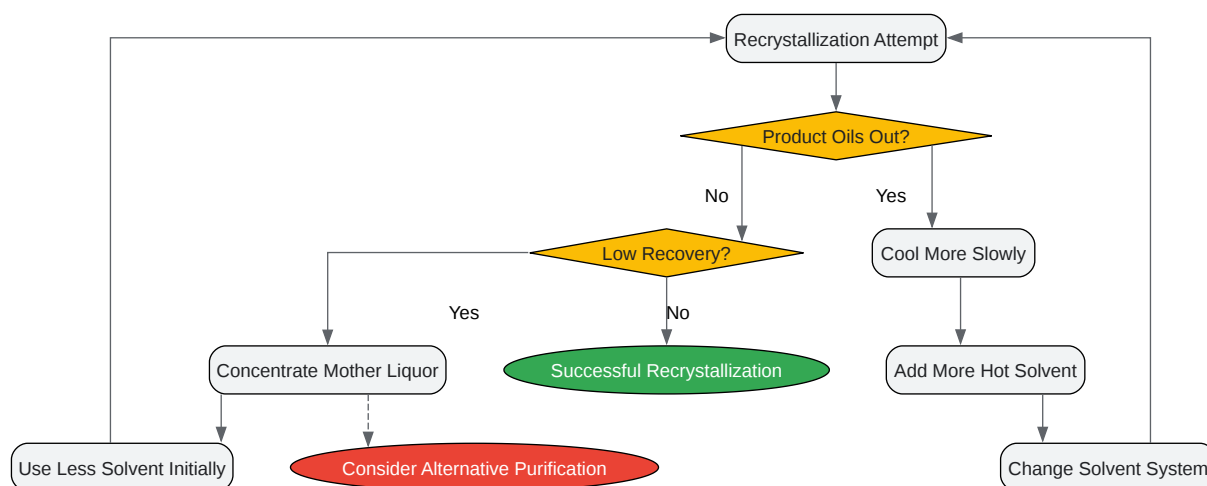 Recrystallization Attempt
Product Oils Out?
No
Yes
Low Recovery?
Cool More Slowly
Yes
No
Concentrate Mother Liquor
Successful Recrystallization
Add More Hot Solvent
Use Less Solvent Initially
Consider Alternative Purification
Change Solvent System